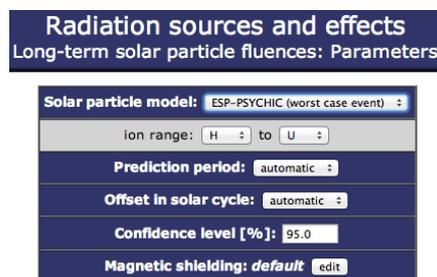 Radiation sources and effects
Long-term solar particle fluences: Parameters
Solar particle model: ESP-PSYCHIC (worst case event)
ion range: H to U
Prediction period: automatic
Offset in solar cycle: automatic
Confidence level [%]: 95.0
Magnetic shielding: default edit